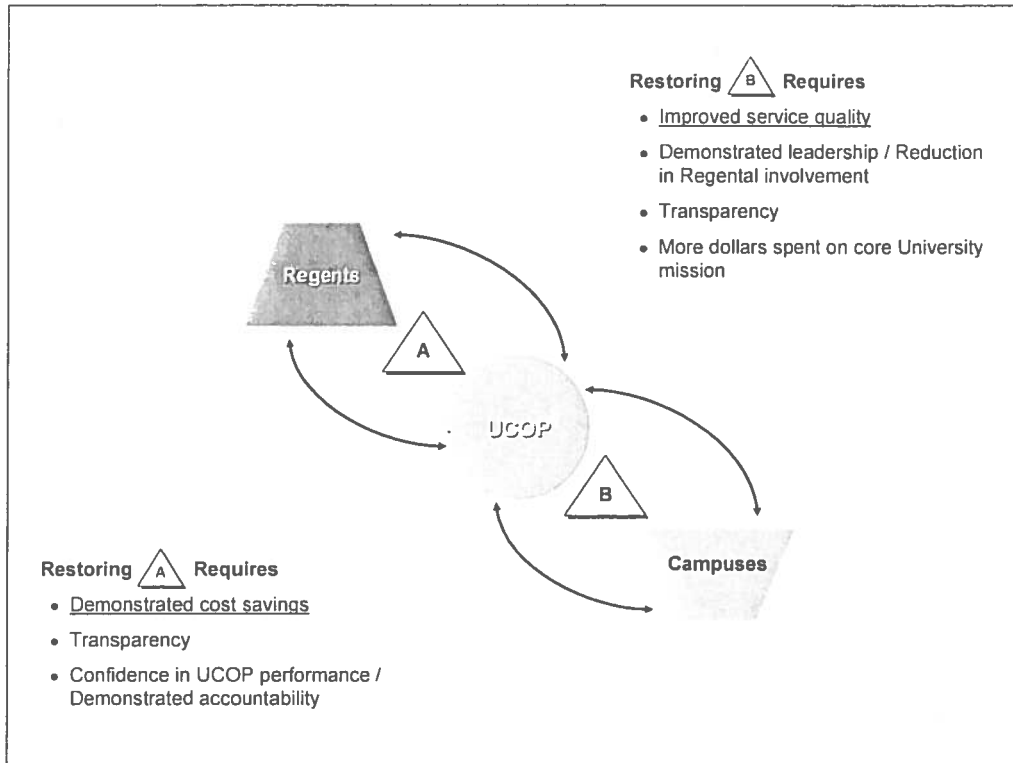 Restoring B Requires
• Improved service quality
• Demonstrated leadership / Reduction
in Regental involvement
• Transparency
• More dollars spent on core University
mission
Regents
A
UCOP
B
Campuses
Restoring A Requires
• Demonstrated cost savings
• Transparency
• Confidence in UCOP performance /
Demonstrated accountability